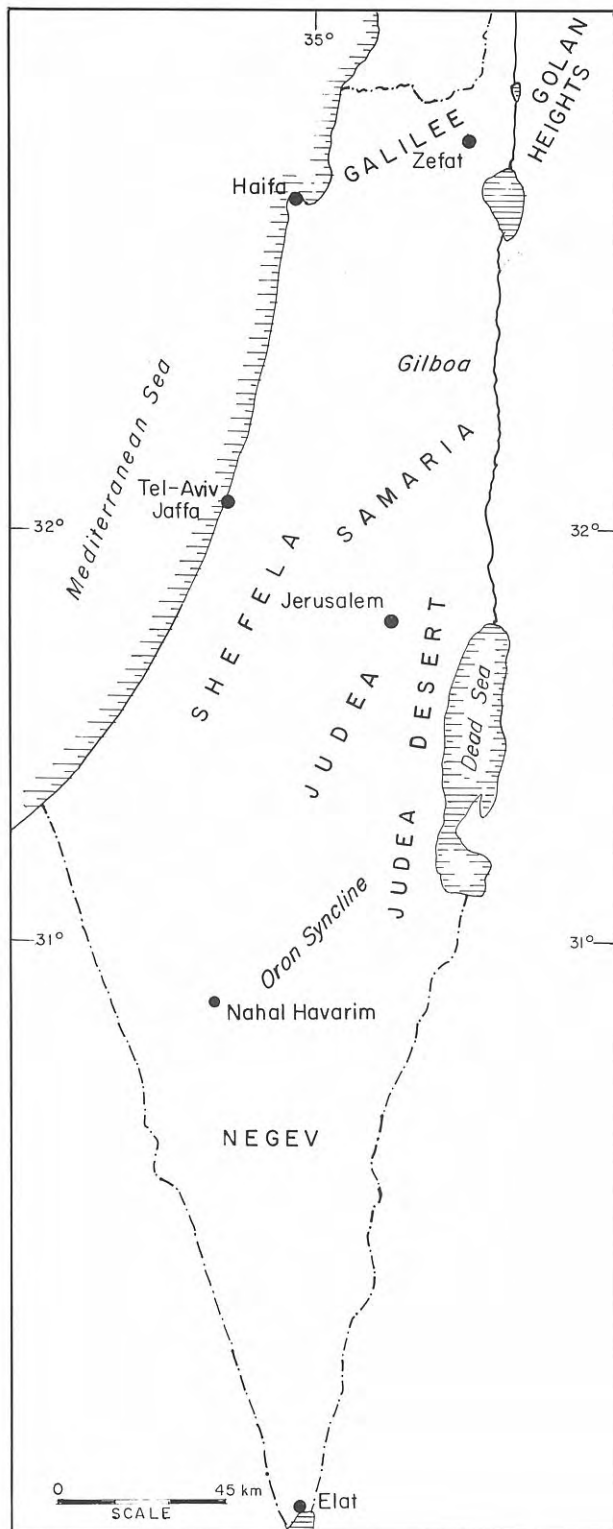 35°
GOLAN
HEIGHTS
GALILEE
Zefat
Haifa
Gilboa
Mediterranean Sea
SAMARIA
Tel-Aviv
Jaffa
32°
32°
SHEFELA
Jerusalem
JUDEA
JUDEA DESERT
Dead Sea
31°
31°
Oron Syncline
Nahal Havarim
NEGEV
0 45 km
SCALE
Elat